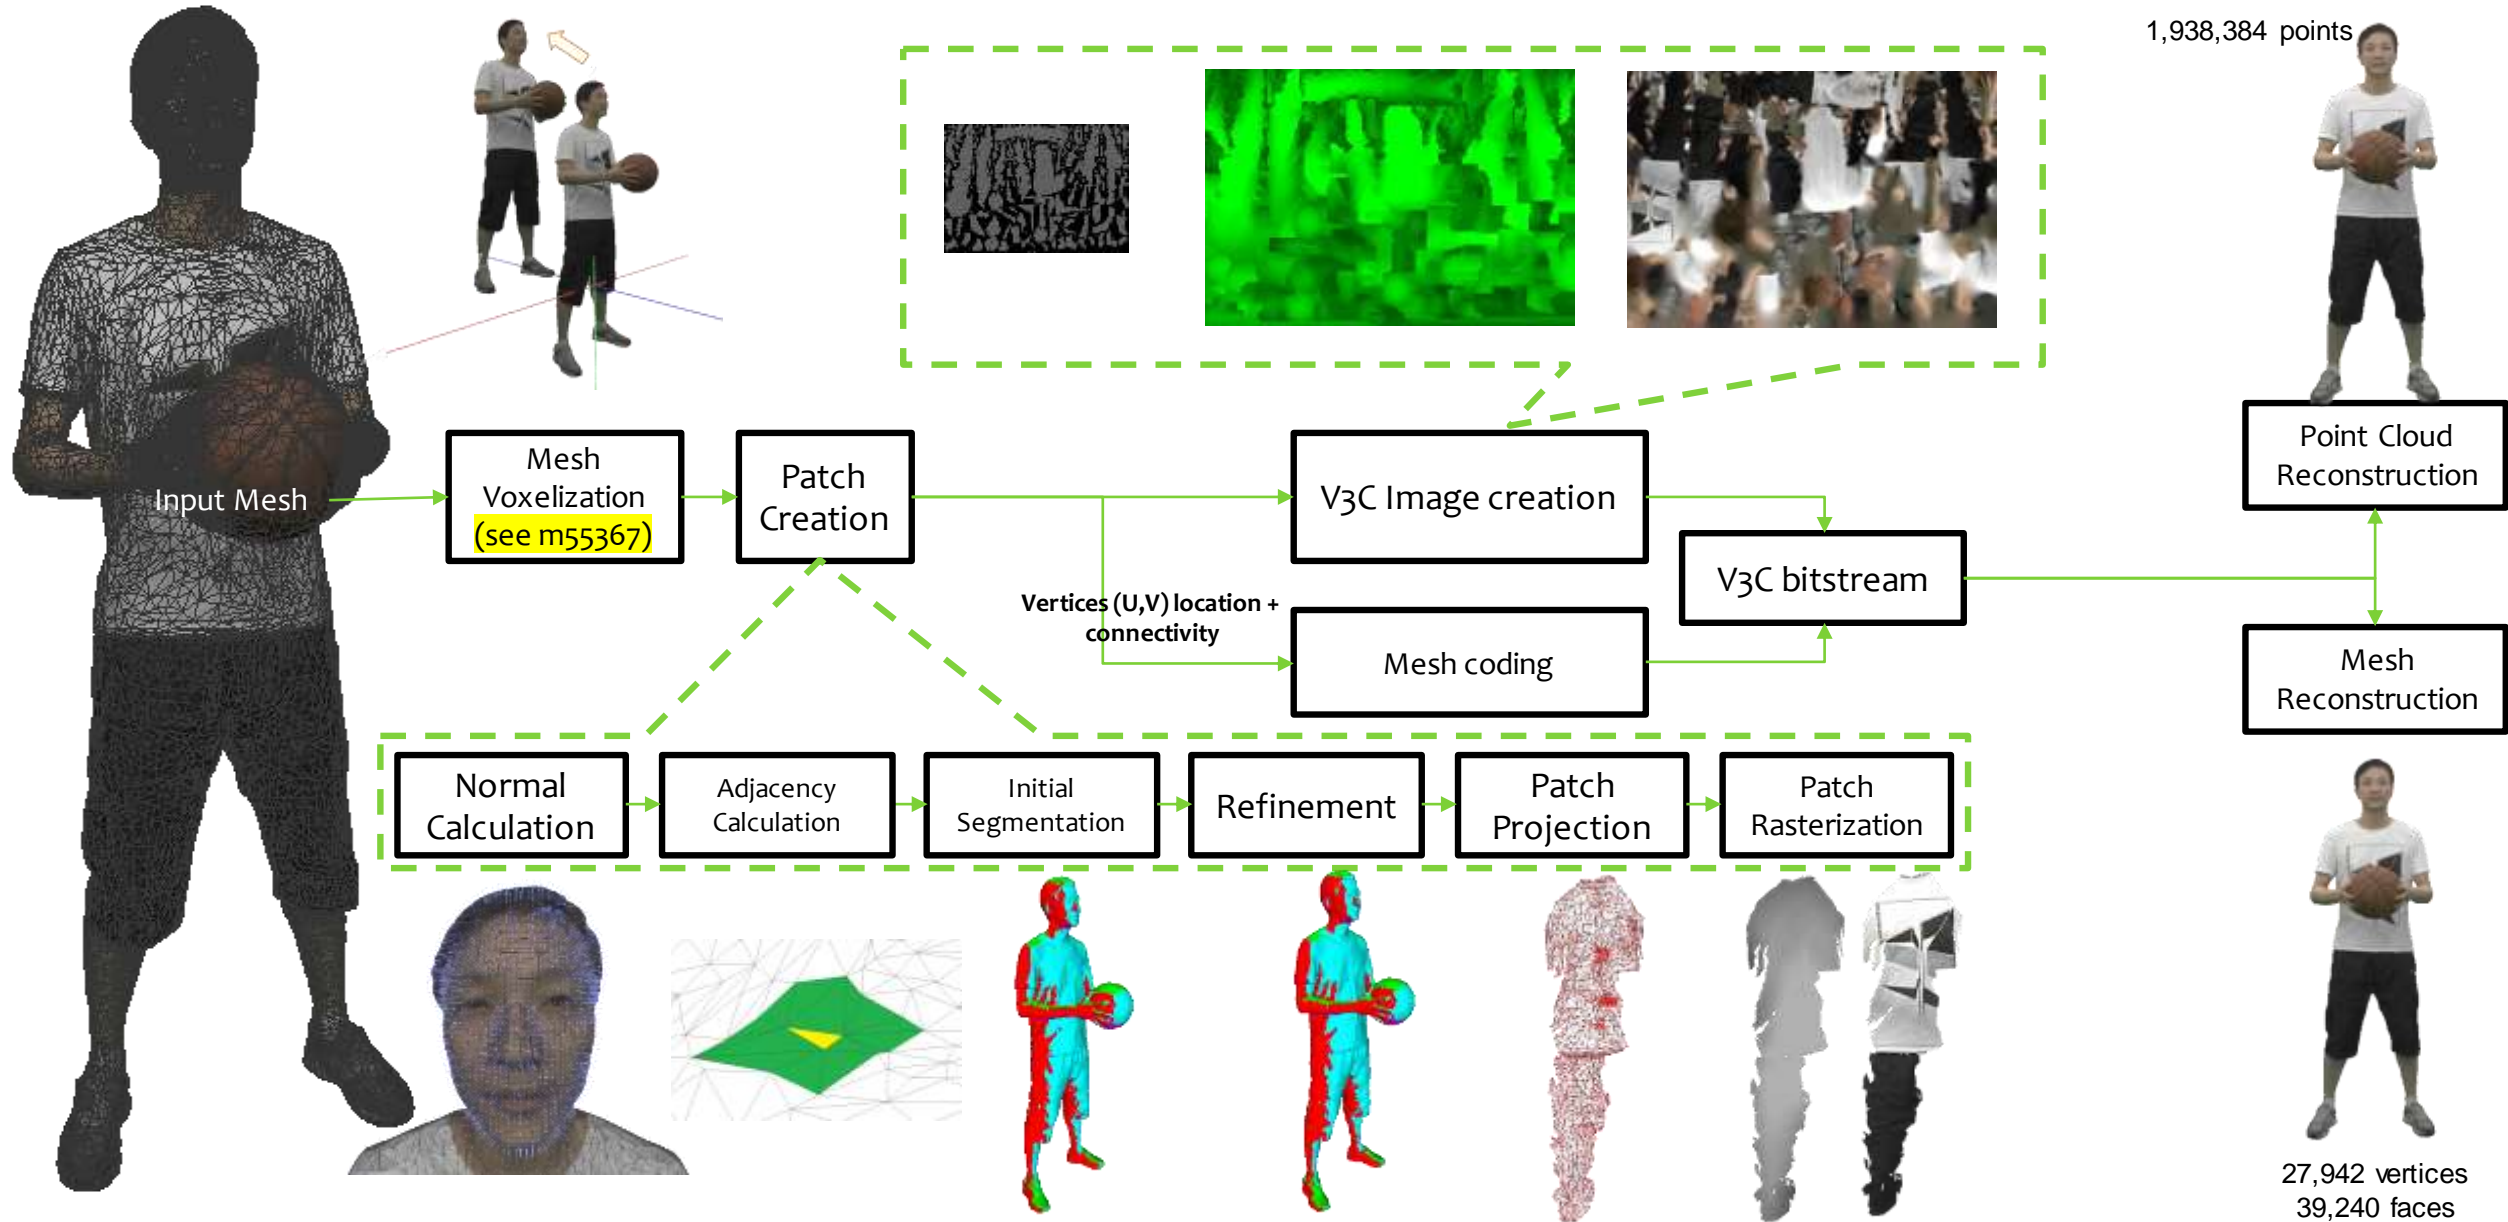 1,938,384 points
Input Mesh
Mesh
Voxelization
(see m55367)
Patch
Creation
V3C Image creation
V3C bitstream
Vertices (U,V) location +
connectivity
Mesh coding
Point Cloud
Reconstruction
Mesh
Reconstruction
Normal
Calculation
Adjacency
Calculation
Initial
Segmentation
Refinement
Patch
Projection
Patch
Rasterization
27,942 vertices
39,240 faces